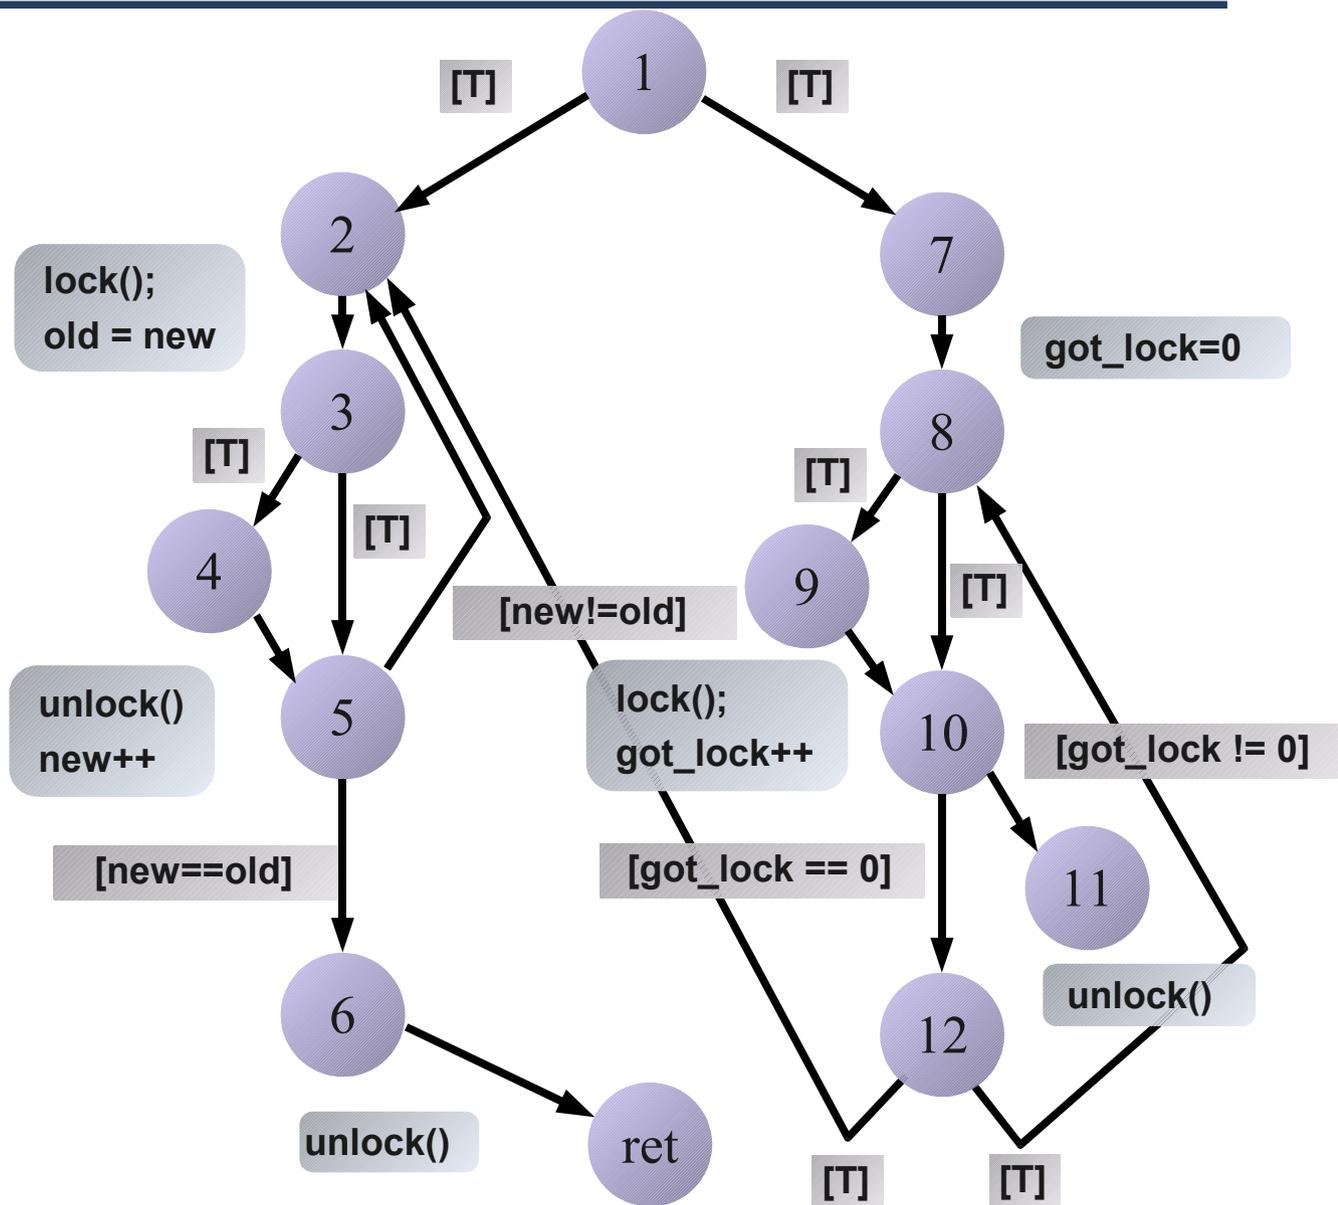 1
[T]
[T]
2
7
lock();
old = new
got_lock=0
3
8
[T]
[T]
[T]
4
9
[T]
[new!=old]
unlock()
new++
5
lock();
got_lock++
10
[got_lock != 0]
[new==old]
[got_lock == 0]
11
unlock()
6
12
unlock()
ret
[T]
[T]